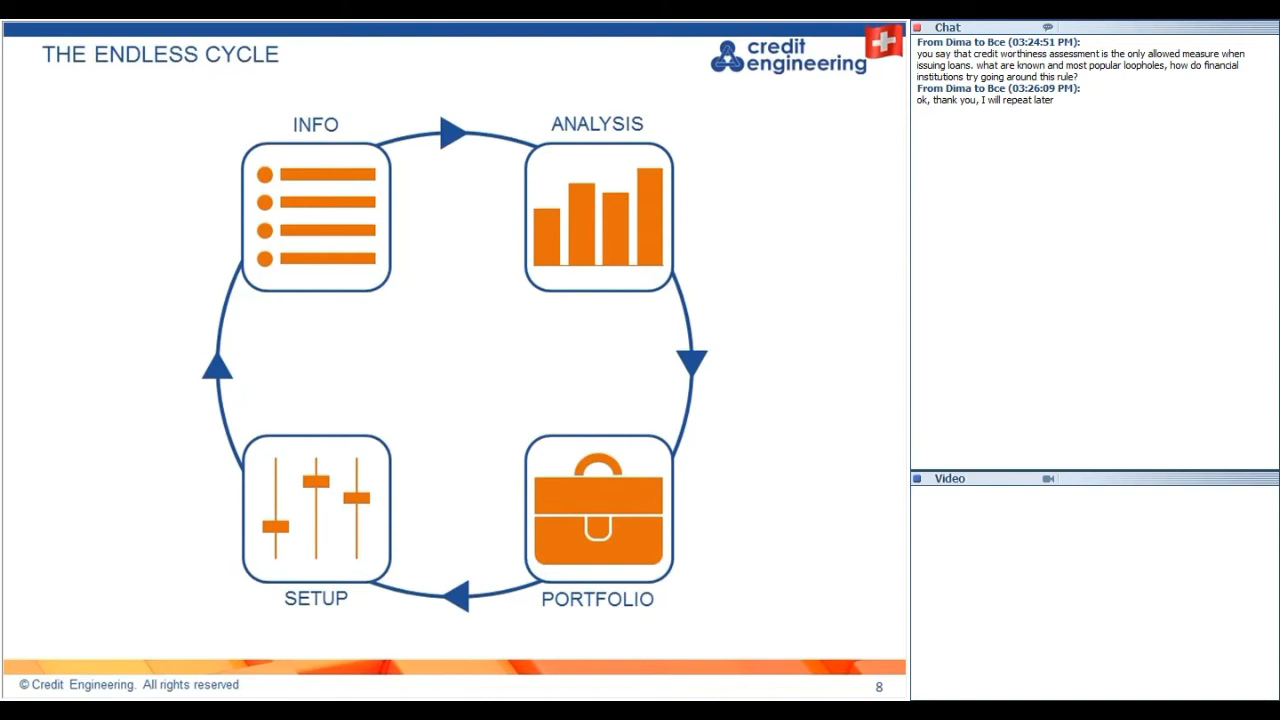 THE ENDLESS CYCLE
credit
engineering
INFO
ANALYSIS
SETUP
PORTFOLIO
© Credit Engineering. All rights reserved
8
Chat
From Dima to Все (03:24:51 PM):
you say that credit worthiness assessment is the only allowed measure when
issuing loans. what are known and most popular loopholes, how do financial
institutions try going around this rule?
From Dima to Все (03:26:09 PM):
ok, thank you, I will repeat later
Video